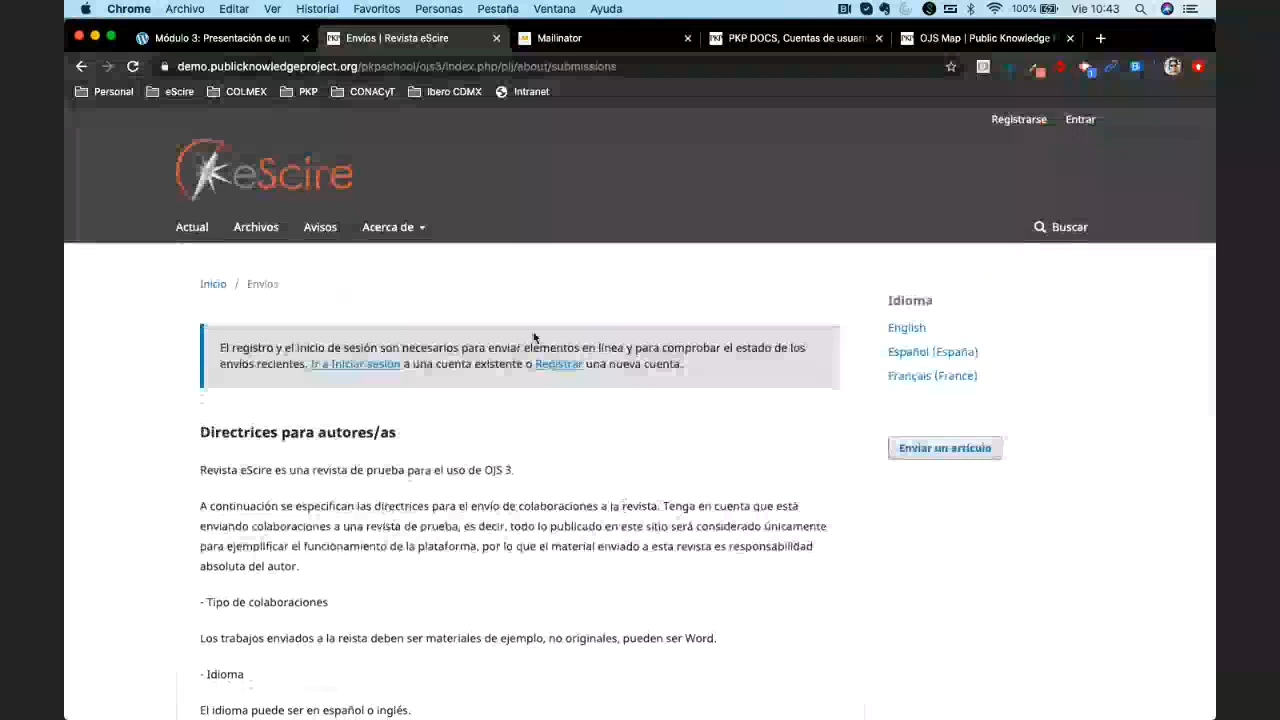 Chrome Archivo Editar Ver Historial Favoritos Personas Pestaña Ventana Ayuda 100% Vie 10:43
Módulo 3: Presentación de un Envíos | Revista eScire Mailinator PKP DOCS, Cuentas de usuari OJS Map | Public Knowledge
demo.publicknowledgeproject.org/pkpschool/ojs3/index.php/plj/about/submissions
Personal eScire COLMEX PKP CONACyT Ibero CDMX Intranet
Registrarse Entrar
eScire
Actual Archivos Avisos Acerca de Buscar
Inicio / Envíos
Idioma
English
Español (España)
Français (France)
Enviar un artículo
El registro y el inicio de sesión son necesarios para enviar elementos en línea y para comprobar el estado de los
envíos recientes. Ir a Iniciar sesión a una cuenta existente o Registrar una nueva cuenta.
Directrices para autores/as
Revista eScire es una revista de prueba para el uso de OJS 3.
A continuación se especifican las directrices para el envío de colaboraciones a la revista. Tenga en cuenta que está
enviando colaboraciones a una revista de prueba, es decir, todo lo publicado en este sitio será considerado únicamente
para ejemplificar el funcionamiento de la plataforma, por lo que el material enviado a esta revista es responsabilidad
absoluta del autor.
- Tipo de colaboraciones
Los trabajos enviados a la reista deben ser materiales de ejemplo, no originales, pueden ser Word.
- Idioma
El idioma puede ser en español o inglés.